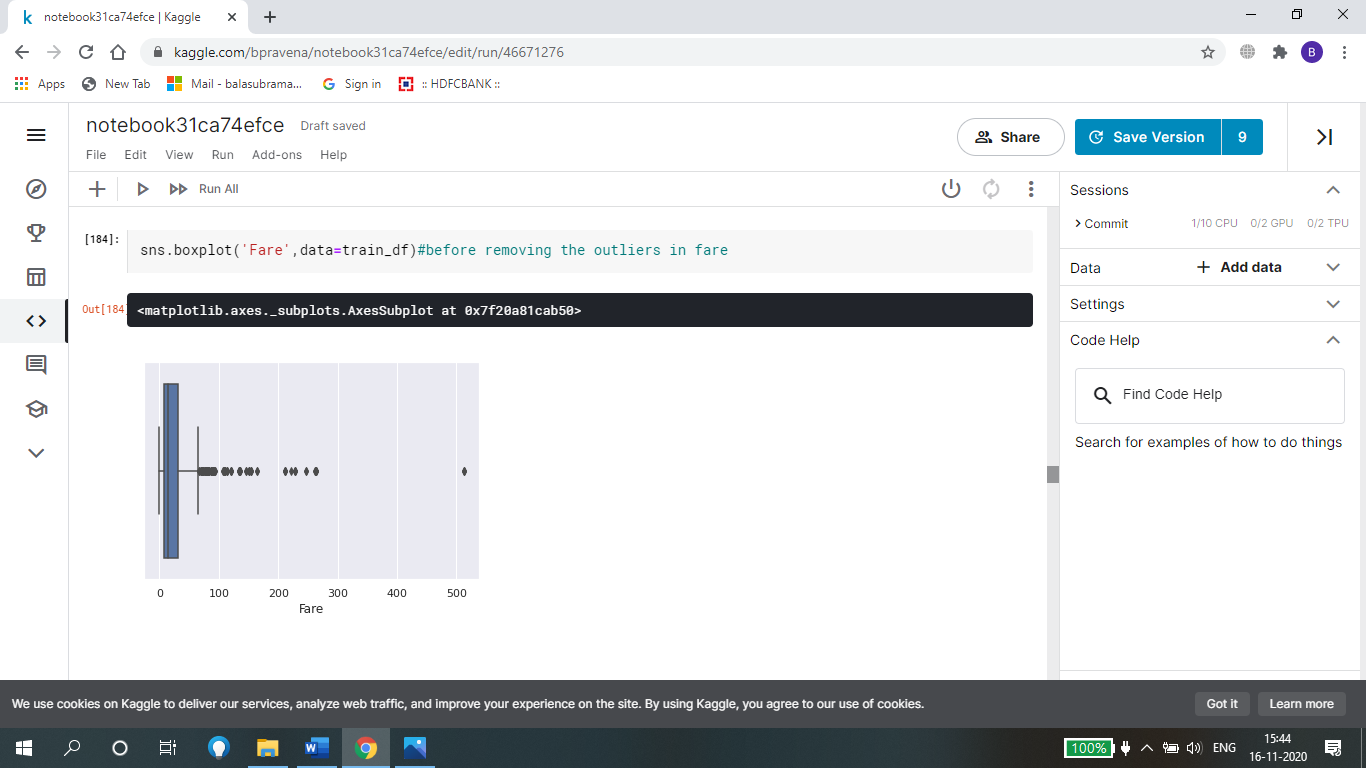 notebook31ca74efce | Kaggle
kaggle.com/bpravena/notebook31ca74efce/edit/run/46671276
B
Apps
New Tab
Mail - balasubrama...
Sign in
:: HDFCBANK ::
notebook31ca74efce
Draft saved
File Edit View Run Add-ons Help
Share
Save Version
9
Run All
[184]:
sns.boxplot('Fare',data=train_df)#before removing the outliers in fare
Out[184
<matplotlib.axes._subplots.AxesSubplot at 0x7f20a81cab50>
0 100 200 300 400 500
Fare
Sessions
Commit
1/10 CPU 0/2 GPU 0/2 TPU
Data
+ Add data
Settings
Code Help
Find Code Help
Search for examples of how to do things
We use cookies on Kaggle to deliver our services, analyze web traffic, and improve your experience on the site. By using Kaggle, you agree to our use of cookies.
Got it
Learn more
100%
ENG
15:44
16-11-2020